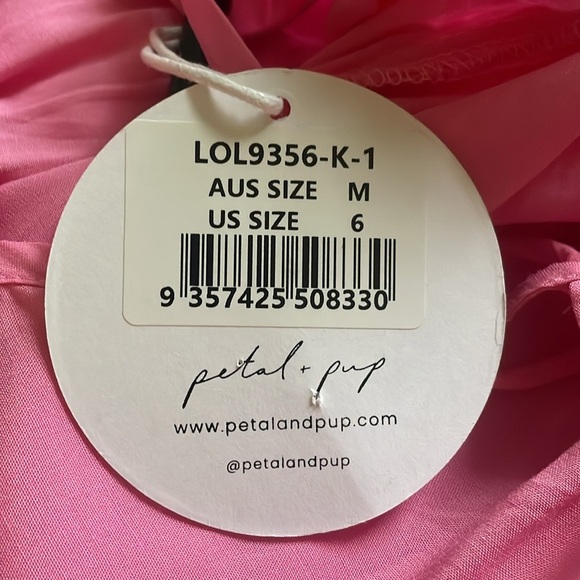 LOL9356-K-1
AUS SIZE M
US SIZE 6
9 357425 508330
petal + pup
www.petalandpup.com
@petalandpup